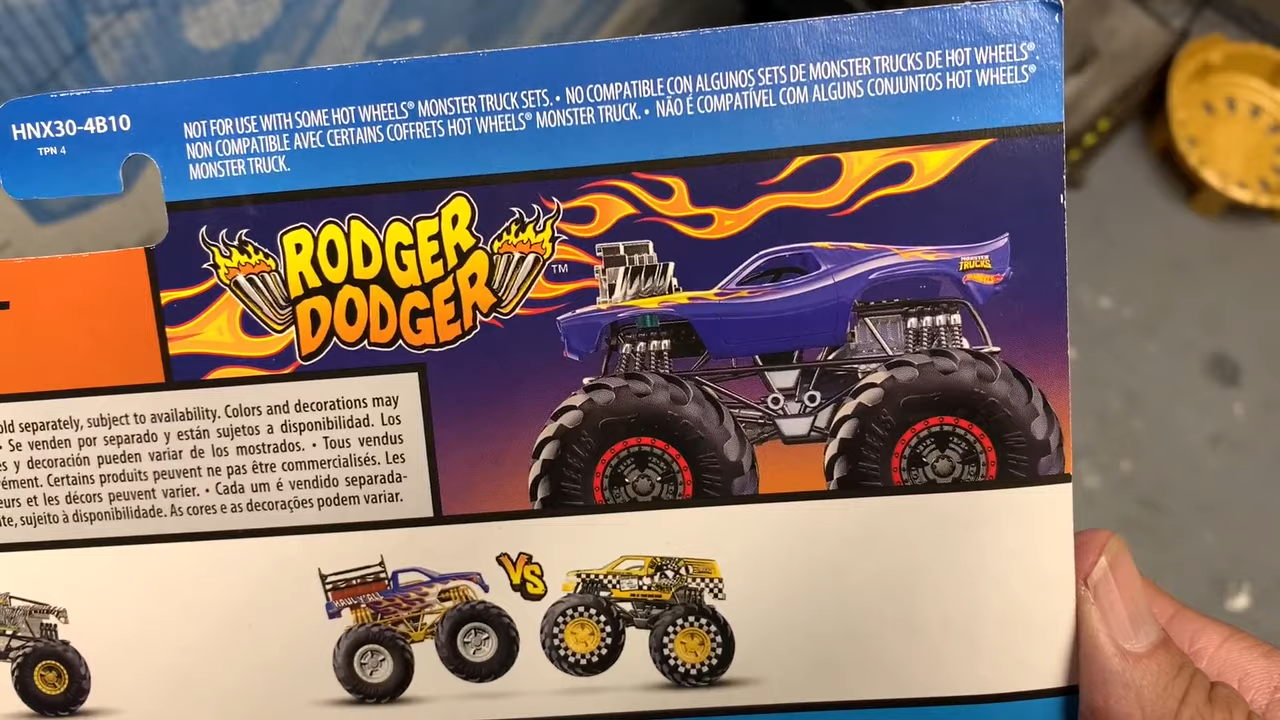 HNX30-4B10
TPN 4
NOT FOR USE WITH SOME HOT WHEELS® MONSTER TRUCK SETS. • NO COMPATIBLE CON ALGUNOS SETS DE MONSTER TRUCKS DE HOT WHEELS®.
NON COMPATIBLE AVEC CERTAINS COFFRETS HOT WHEELS® MONSTER TRUCK. • NÃO É COMPATÍVEL COM ALGUNS CONJUNTOS HOT WHEELS®
MONSTER TRUCK.
RODGER
DODGER™
MONSTER
TRUCKS
old separately, subject to availability. Colors and decorations may
• Se venden por separado y están sujetos a disponibilidad. Los
es y decoración pueden variar de los mostrados. • Tous vendus
rément. Certains produits peuvent ne pas être commercialisés. Les
eurs et les décors peuvent varier. • Cada um é vendido separada-
te, sujeito à disponibilidade. As cores e as decorações podem variar.
VS
HAUL Y'ALL